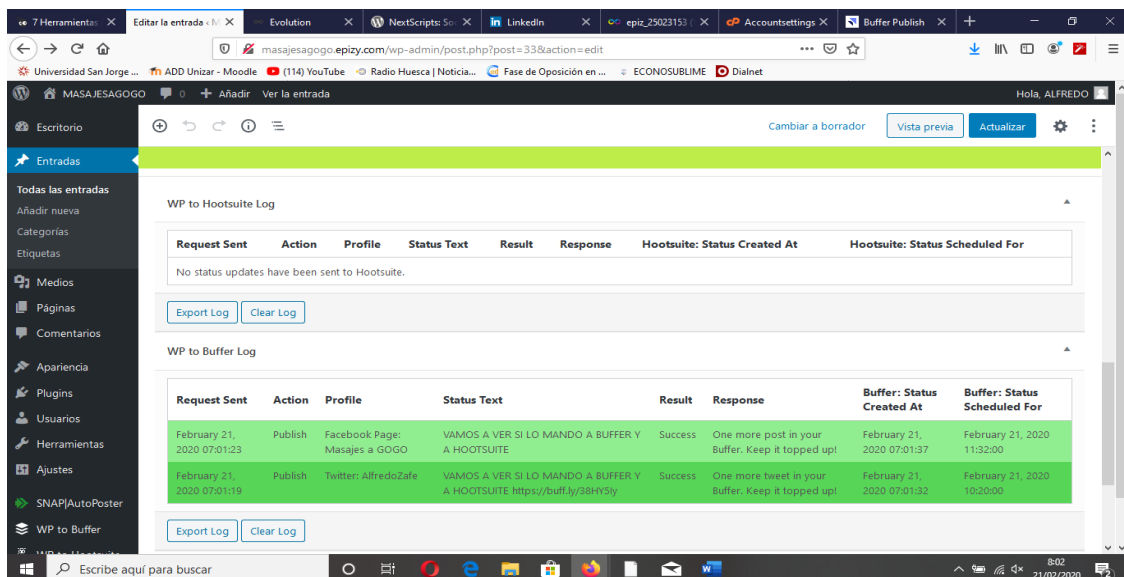 7 Herramientas
Editar la entrada ‹ M
Evolution
NextScripts: So
LinkedIn
epiz_25023153 (
Accountsettings
Buffer Publish
masajesagogo.epizy.com/wp-admin/post.php?post=33&action=edit
Universidad San Jorge ...
ADD Unizar - Moodle
(114) YouTube
Radio Huesca | Noticia...
Fase de Oposición en ...
ECONOSUBLIME
Dialnet
MASAJESAGOGO
0
Añadir
Ver la entrada
Hola, ALFREDO
Escritorio
Entradas
Todas las entradas
Añadir nueva
Categorías
Etiquetas
Medios
Páginas
Comentarios
Apariencia
Plugins
Usuarios
Herramientas
Ajustes
SNAP|AutoPoster
WP to Buffer
WP to Hootsuite
Cambiar a borrador
Vista previa
Actualizar
WP to Hootsuite Log
Request Sent Action Profile Status Text Result Response Hootsuite: Status Created At Hootsuite: Status Scheduled For
No status updates have been sent to Hootsuite.
Export Log
Clear Log
WP to Buffer Log
Request Sent Action Profile Status Text Result Response Buffer: Status Created At Buffer: Status Scheduled For
February 21, Publish Facebook Page: VAMOS A VER SI LO MANDO A BUFFER Y Success One more post in your February 21, February 21, 2020
2020 07:01:23 Masajes a GOGO A HOOTSUITE Buffer. Keep it topped up! 2020 07:01:37 11:32:00
February 21, Publish Twitter: AlfredoZafe VAMOS A VER SI LO MANDO A BUFFER Y Success One more tweet in your February 21, February 21, 2020
2020 07:01:19 A HOOTSUITE https://buff.ly/38HY5Iy Buffer. Keep it topped up! 2020 07:01:32 10:20:00
Export Log
Clear Log
Escribe aquí para buscar
8:02
21/02/2020